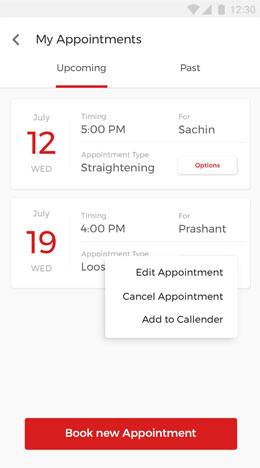 12:30
My Appointments
Upcoming Past
July
12
WED
Timing
5:00 PM
For
Sachin
Appointment Type
Straightening
Options
July
19
WED
Timing
4:00 PM
For
Prashant
Appointment Type
Loos
Edit Appointment
Cancel Appointment
Add to Callender
Book new Appointment